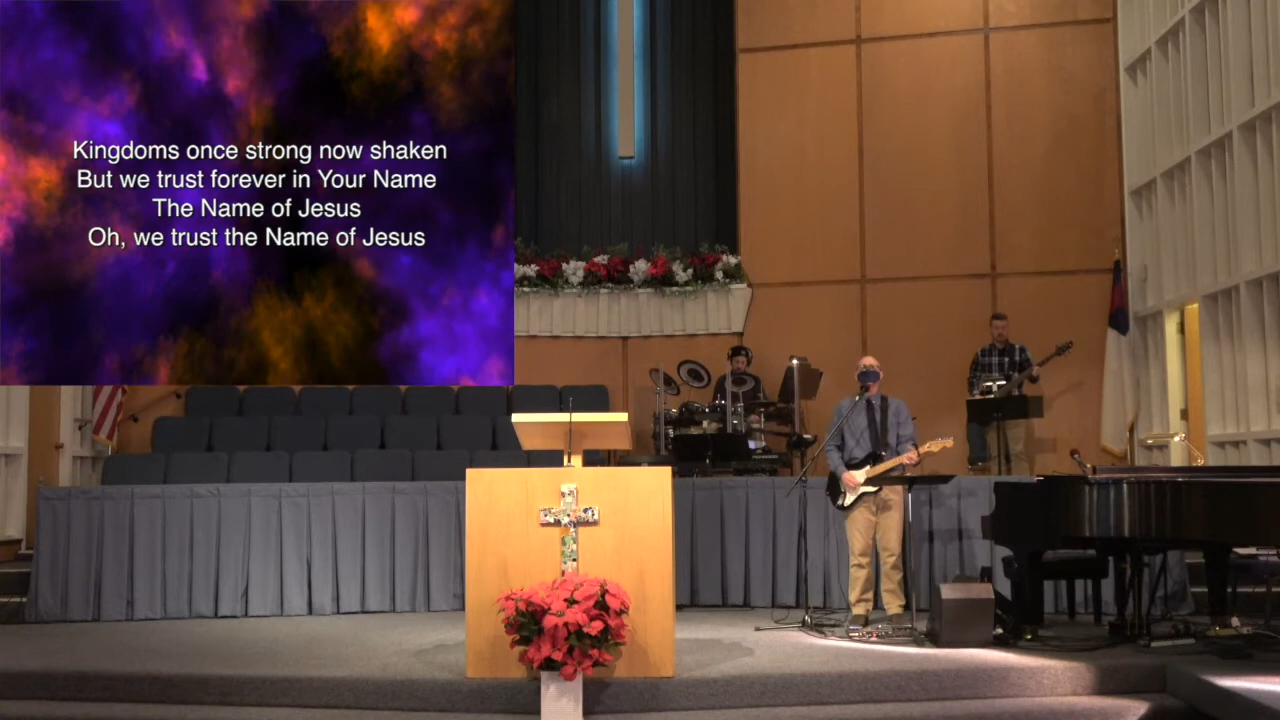 Kingdoms once strong now shaken
But we trust forever in Your Name
The Name of Jesus
Oh, we trust the Name of Jesus